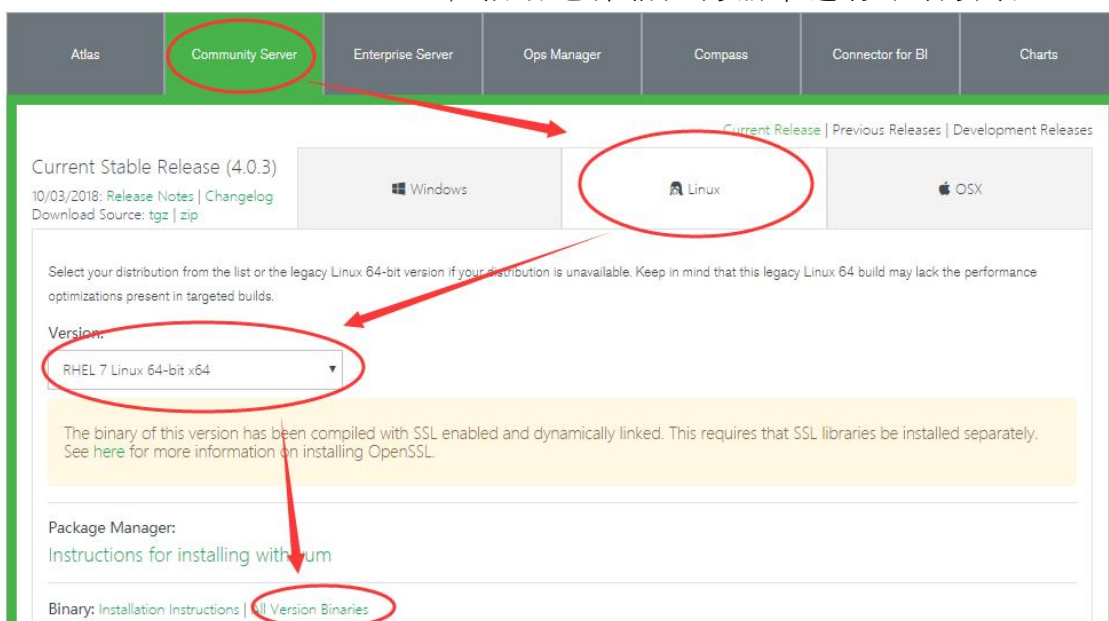 Atlas
Community Server
Enterprise Server
Ops Manager
Compass
Connector for BI
Charts
Current Release | Previous Releases | Development Releases
Current Stable Release (4.0.3)
10/03/2018: Release Notes | Changelog
Download Source: tgz | zip
Windows
Linux
OSX
Select your distribution from the list or the legacy Linux 64-bit version if your distribution is unavailable. Keep in mind that this legacy Linux 64 build may lack the performance
optimizations present in targeted builds.
Version:
RHEL 7 Linux 64-bit x64
The binary of this version has been compiled with SSL enabled and dynamically linked. This requires that SSL libraries be installed separately.
See here for more information on installing OpenSSL.
Package Manager:
Instructions for installing with yum
Binary: Installation Instructions | All Version Binaries